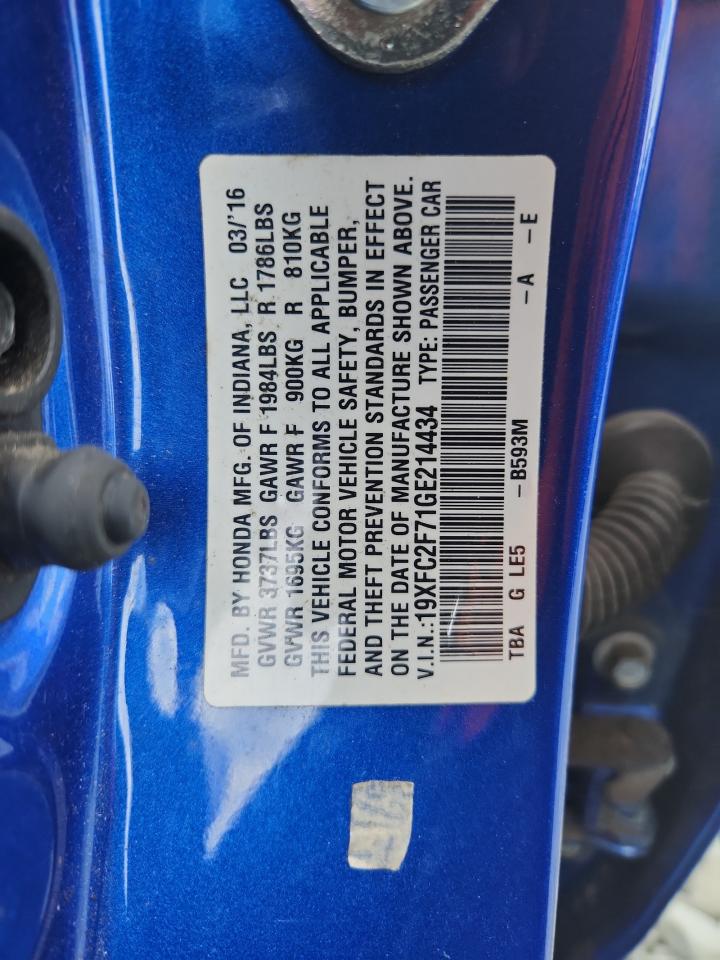 MFD. BY HONDA MFG. OF INDIANA, LLC 03/'16
GVWR 3737LBS GAWR F 1984LBS R 1786LBS
GVWR 1695KG GAWR F 900KG R 810KG
THIS VEHICLE CONFORMS TO ALL APPLICABLE
FEDERAL MOTOR VEHICLE SAFETY, BUMPER,
AND THEFT PREVENTION STANDARDS IN EFFECT
ON THE DATE OF MANUFACTURE SHOWN ABOVE.
V.I.N.:19XFC2F71GE214434 TYPE: PASSENGER CAR
TBA G LE5 -B593M -A -E